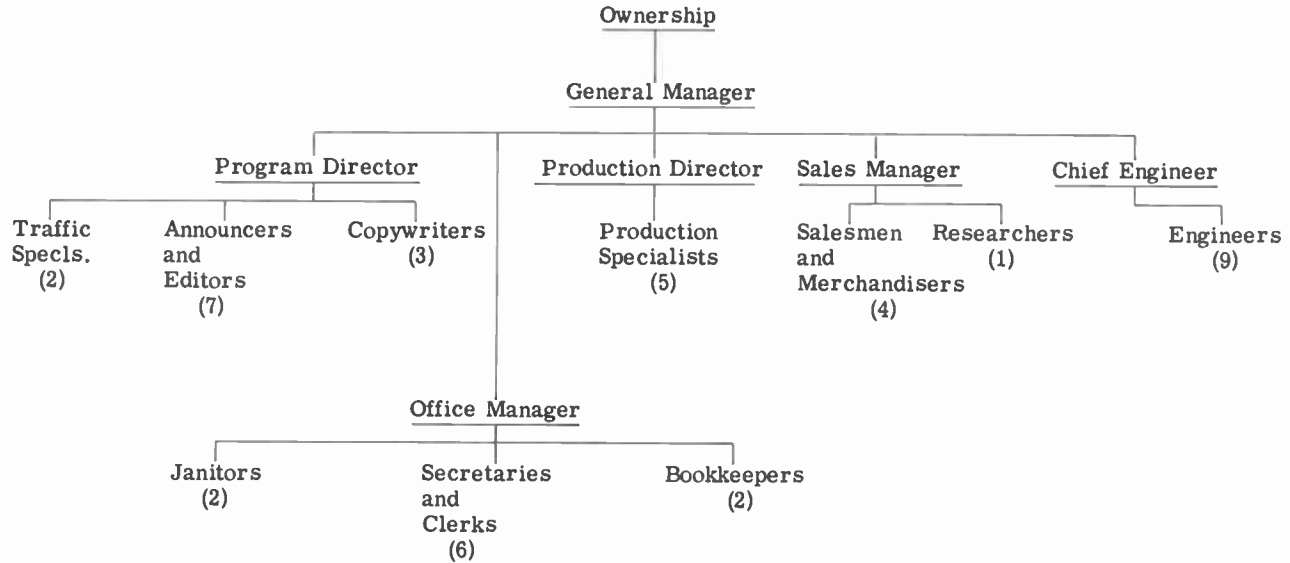 Ownership
General Manager
Program Director
Production Director
Sales Manager
Chief Engineer
Traffic
Specls.
(2)
Announcers
and
Editors
(7)
Copywriters
(3)
Production
Specialists
(5)
Salesmen
and
Merchandisers
(4)
Researchers
(1)
Engineers
(9)
Office Manager
Janitors
(2)
Secretaries
and
Clerks
(6)
Bookkeepers
(2)